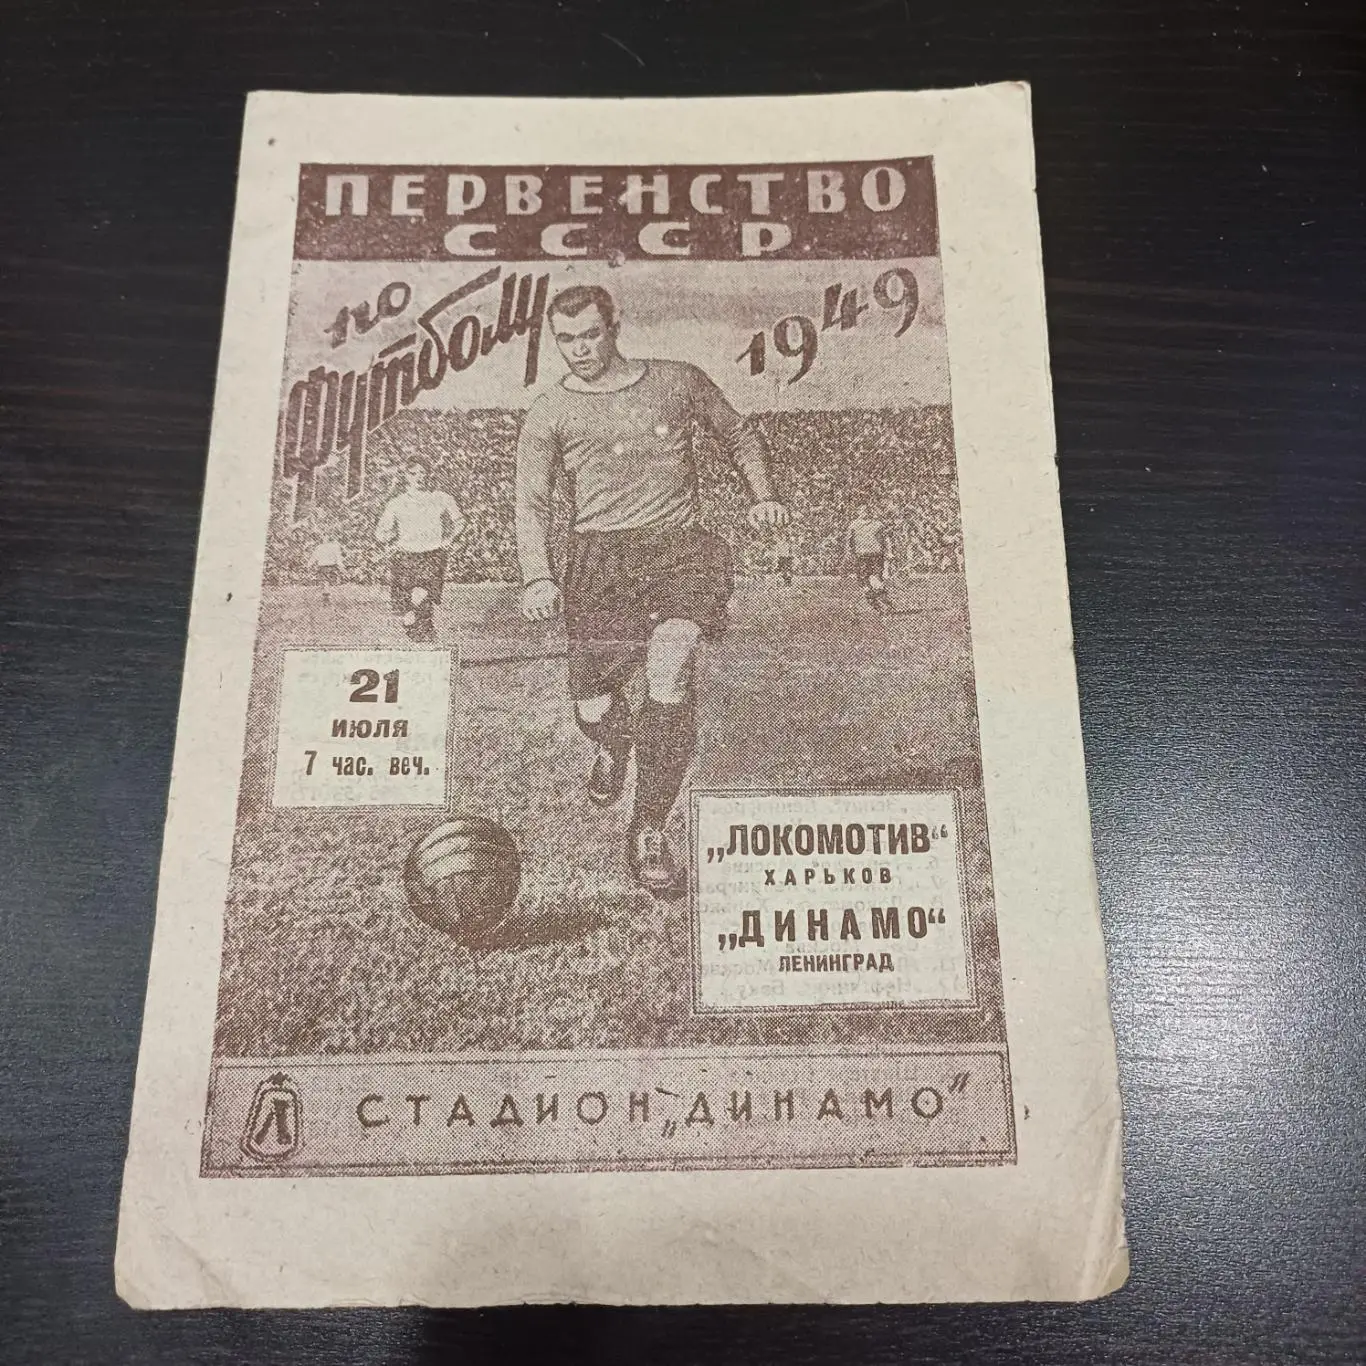 ПЕРВЕНСТВО
СССР
по
футболу
1949
21
июля
7 час. веч.
„ЛОКОМОТИВ“
ХАРЬКОВ
„ДИНАМО“
ЛЕНИНГРАД
Л
СТАДИОН „ДИНАМО“